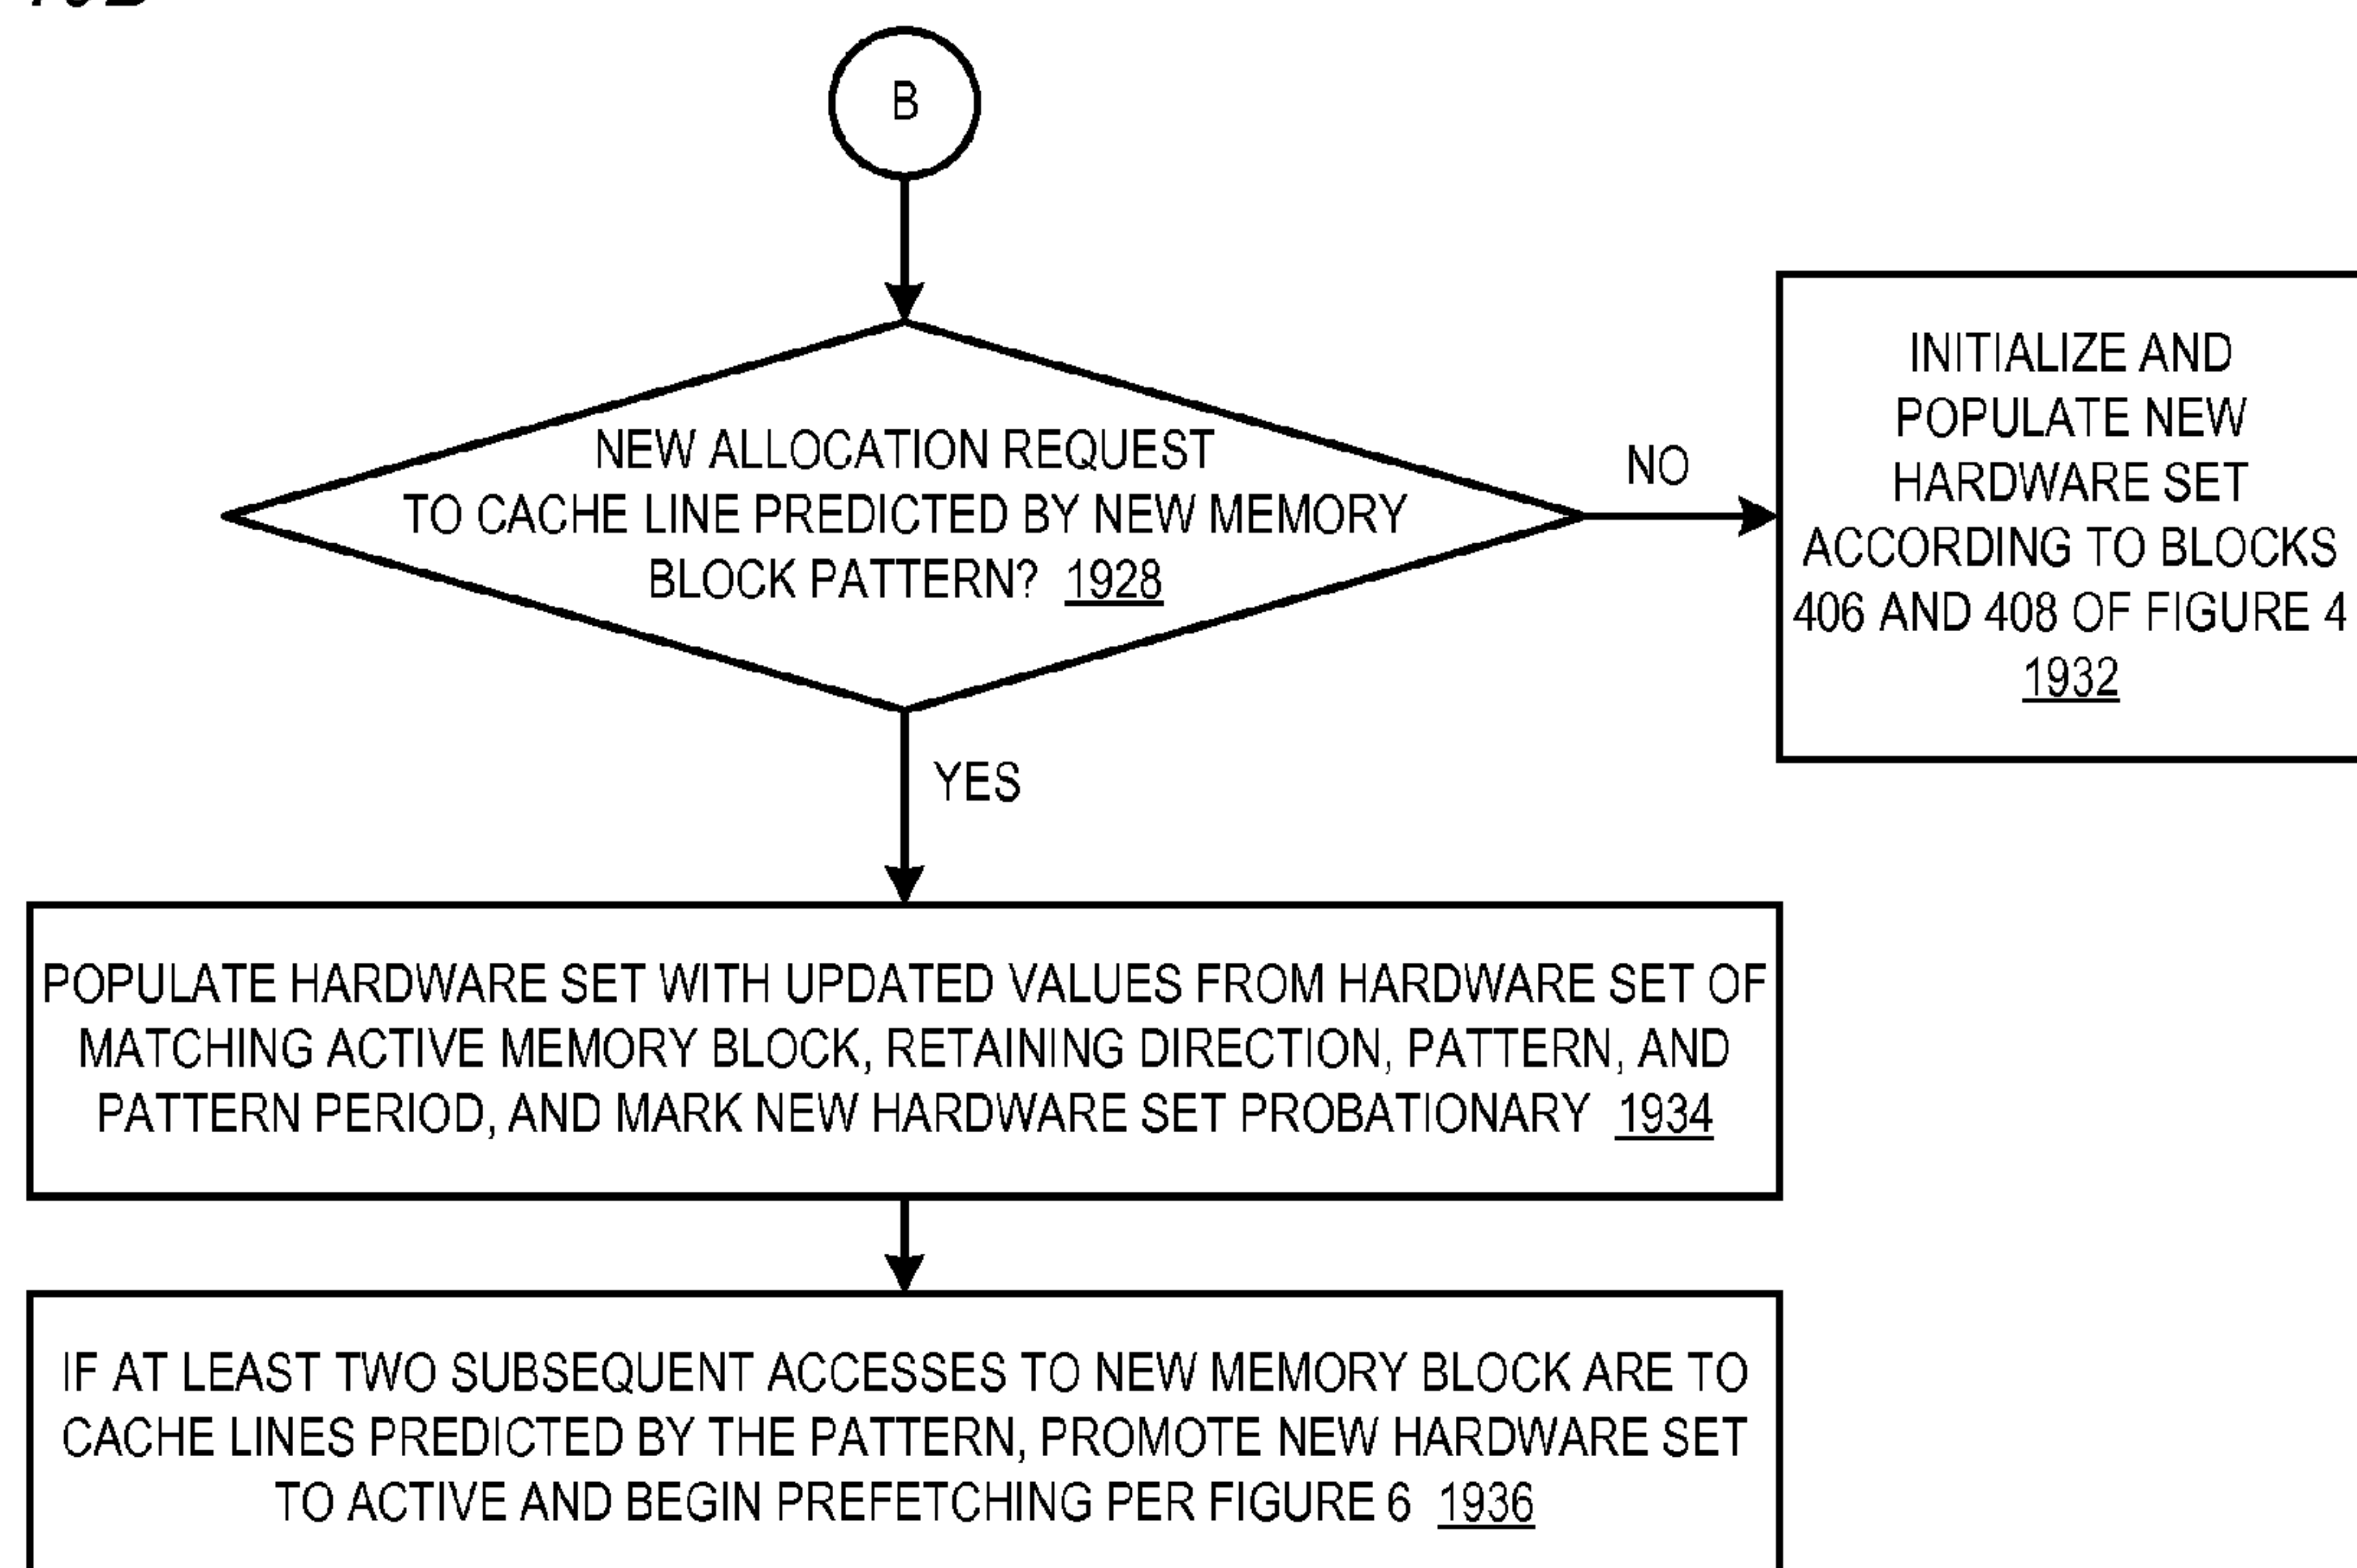 B
NEW ALLOCATION REQUEST
TO CACHE LINE PREDICTED BY NEW MEMORY
BLOCK PATTERN? 1928
NO
INITIALIZE AND
POPULATE NEW
HARDWARE SET
ACCORDING TO BLOCKS
406 AND 408 OF FIGURE 4
1932
YES
POPULATE HARDWARE SET WITH UPDATED VALUES FROM HARDWARE SET OF
MATCHING ACTIVE MEMORY BLOCK, RETAINING DIRECTION, PATTERN, AND
PATTERN PERIOD, AND MARK NEW HARDWARE SET PROBATIONARY 1934
IF AT LEAST TWO SUBSEQUENT ACCESSES TO NEW MEMORY BLOCK ARE TO
CACHE LINES PREDICTED BY THE PATTERN, PROMOTE NEW HARDWARE SET
TO ACTIVE AND BEGIN PREFETCHING PER FIGURE 6 1936